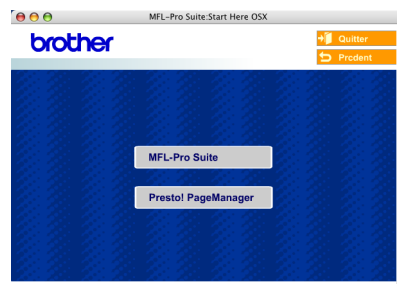 MFL-Pro Suite:Start Here OSX
brother
Quitter
Prcdent
MFL-Pro Suite
Presto! PageManager